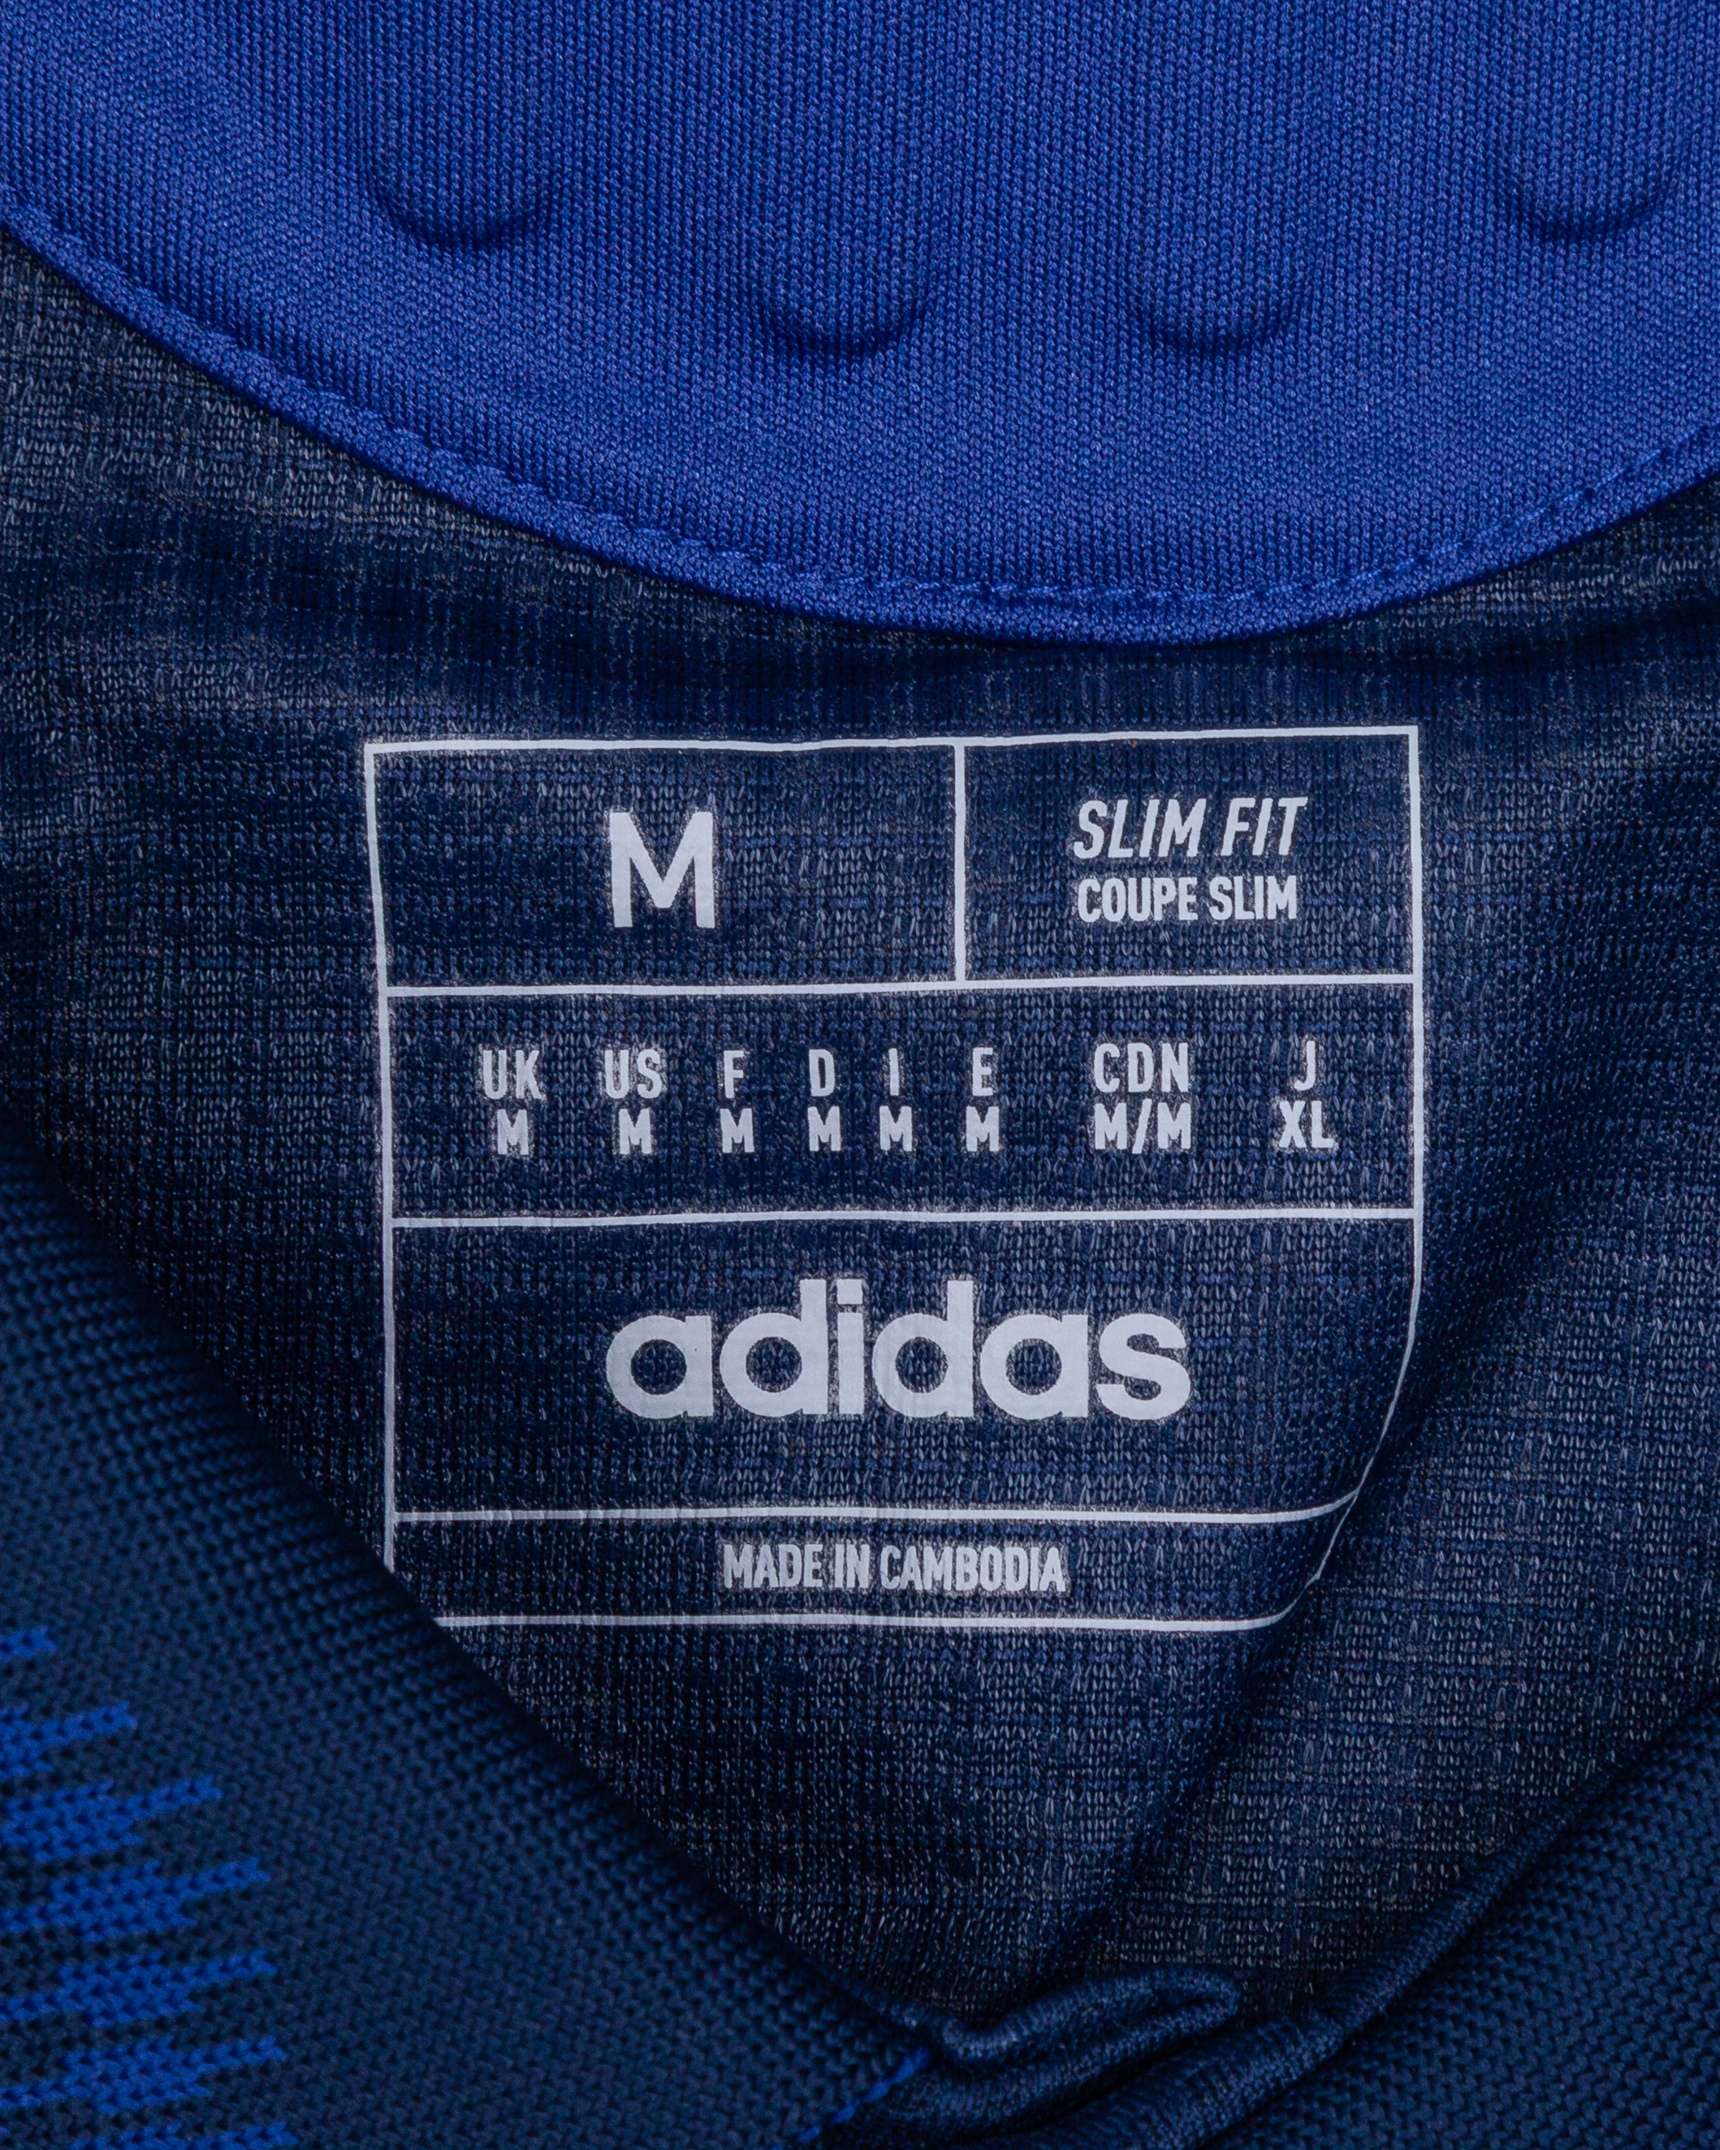 M
SLIM FIT
COUPE SLIM
UK US F D I E CDN J
M M M M M M M/M XL
adidas
MADE IN CAMBODIA